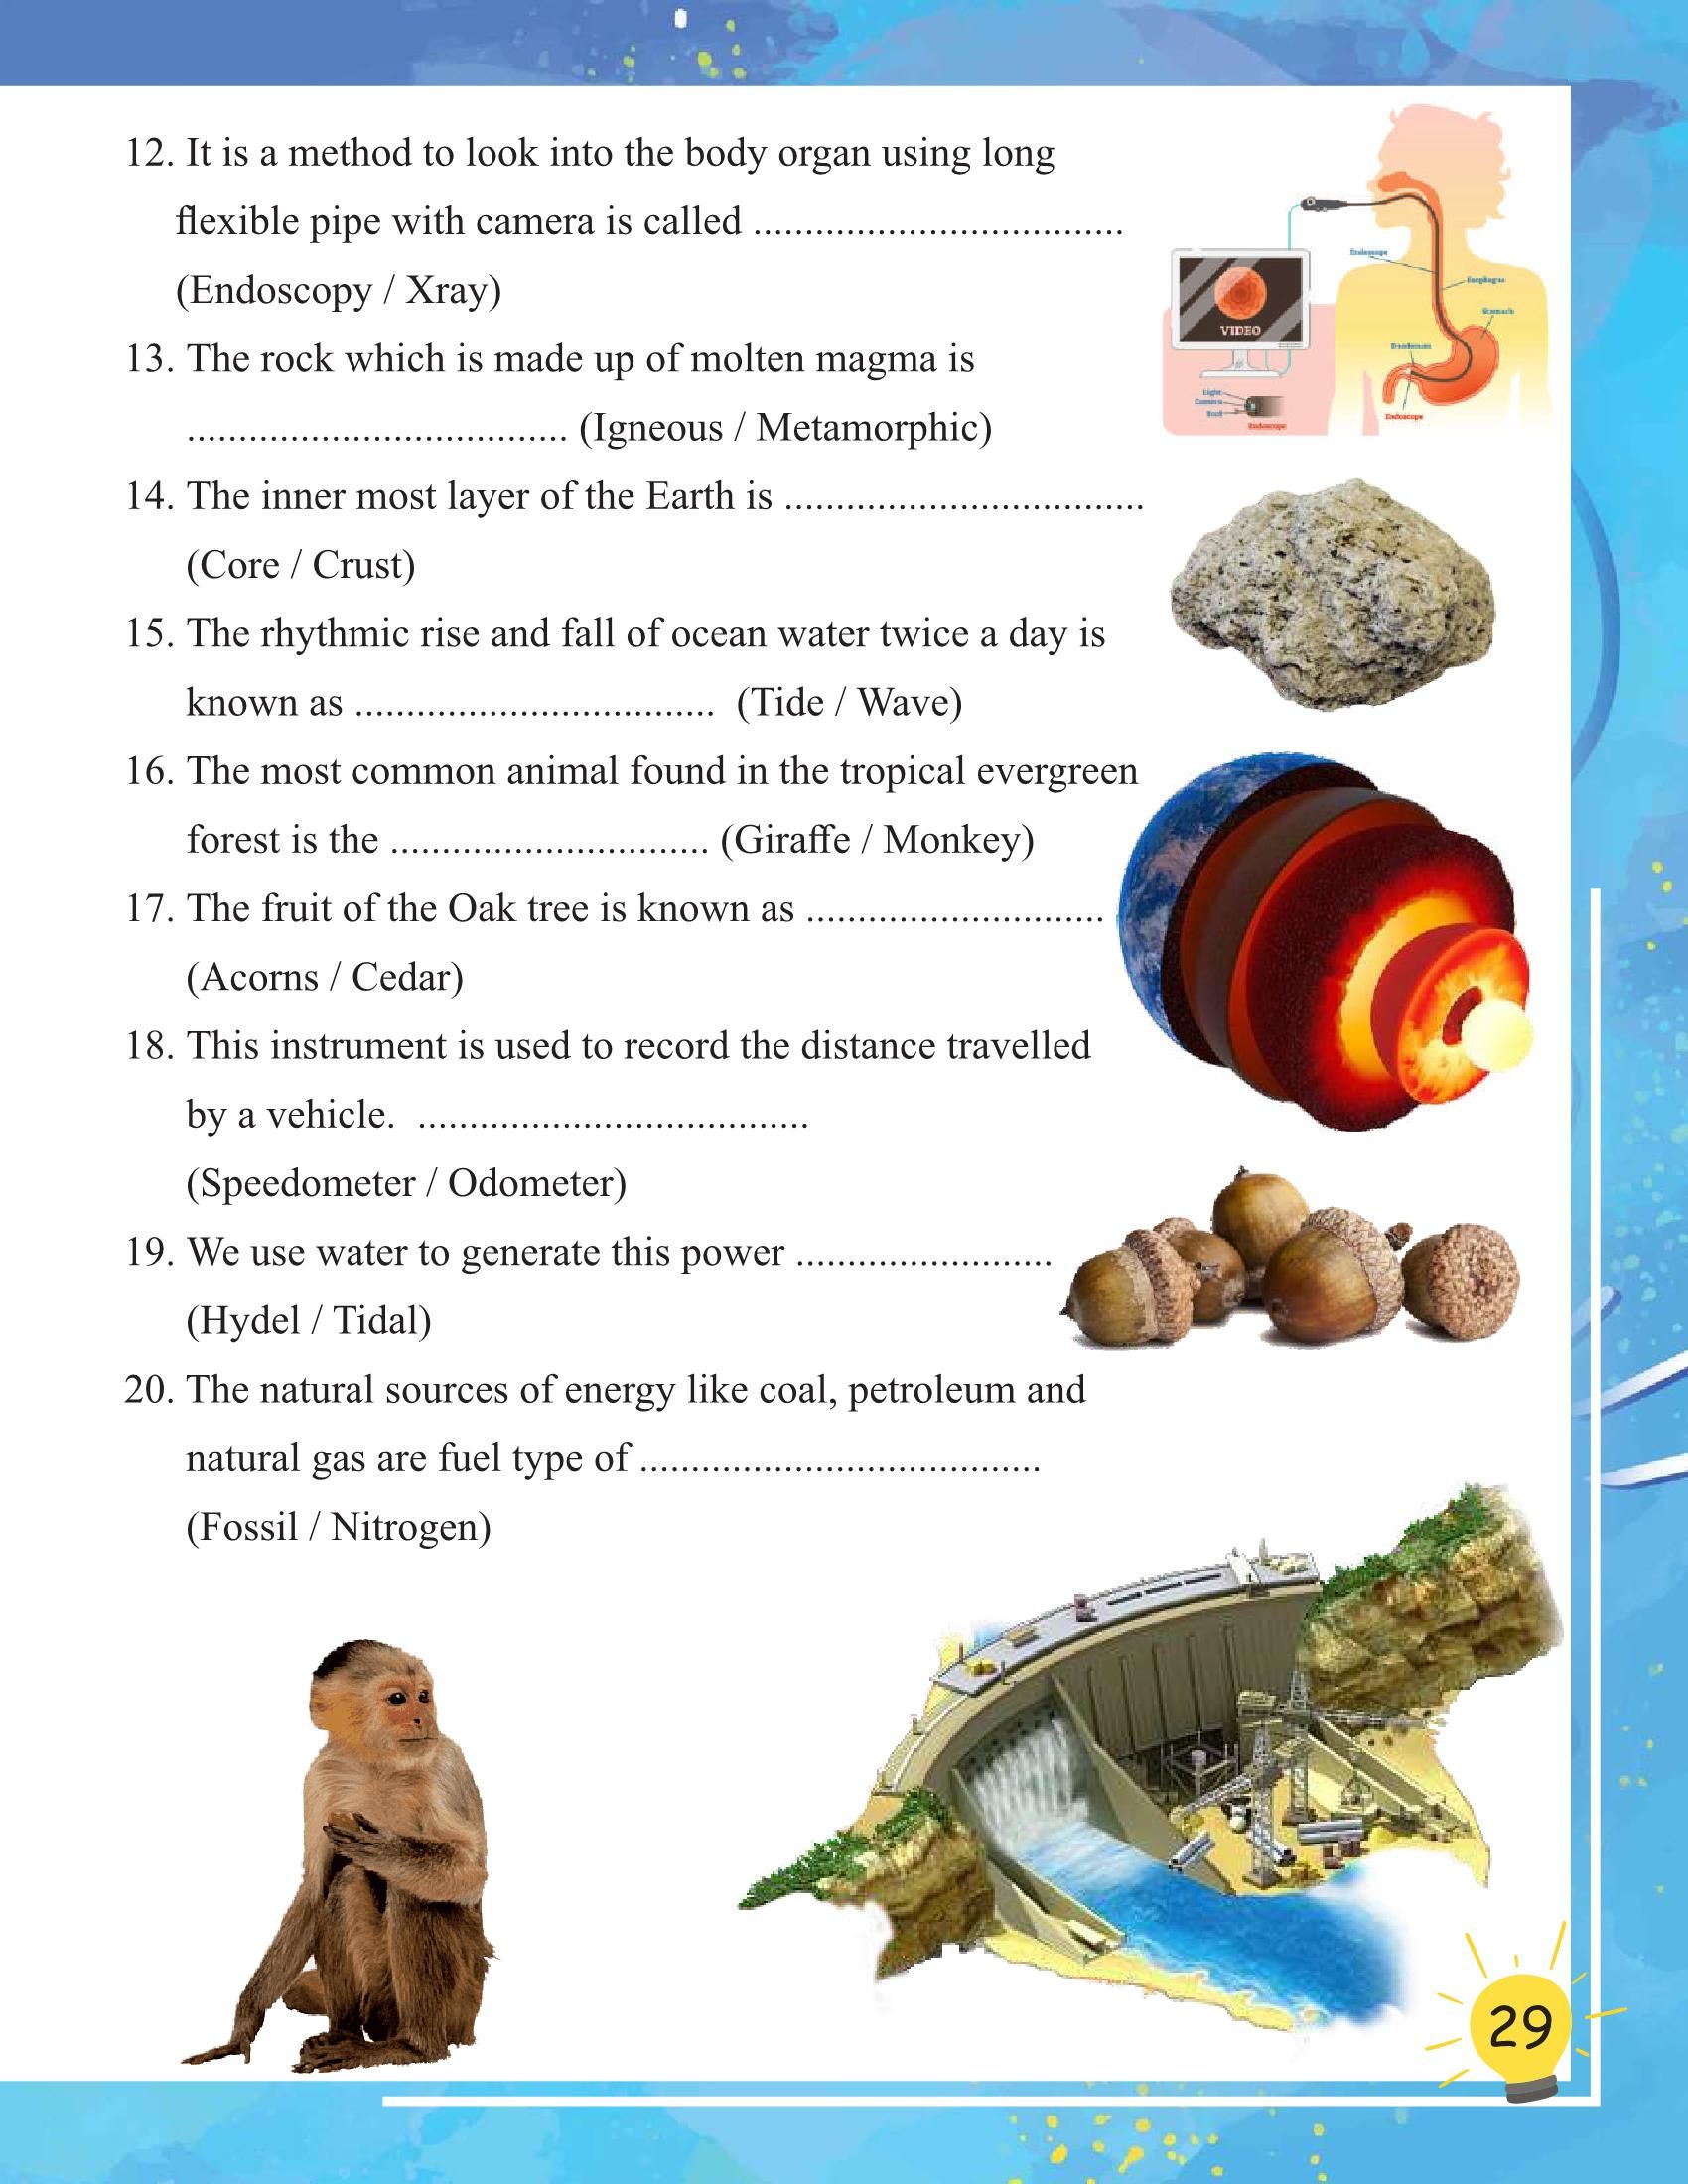 12. It is a method to look into the body organ using long
flexible pipe with camera is called ....................................
(Endoscopy / Xray)
13. The rock which is made up of molten magma is
..................................... (Igneous / Metamorphic)
14. The inner most layer of the Earth is ...................................
(Core / Crust)
15. The rhythmic rise and fall of ocean water twice a day is
known as ................................... (Tide / Wave)
16. The most common animal found in the tropical evergreen
forest is the ............................... (Giraffe / Monkey)
17. The fruit of the Oak tree is known as .............................
(Acorns / Cedar)
18. This instrument is used to record the distance travelled
by a vehicle. ......................................
(Speedometer / Odometer)
19. We use water to generate this power .........................
(Hydel / Tidal)
20. The natural sources of energy like coal, petroleum and
natural gas are fuel type of .......................................
(Fossil / Nitrogen)
Endoscope
Esophagus
Stomach
Duodenum
Endoscope
VIDEO
Light
Camera
Endoscope
29